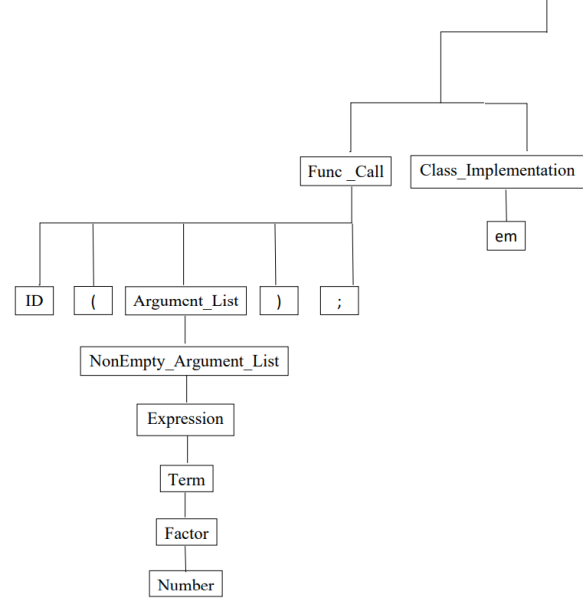 Func _Call
Class_Implementation
em
ID
(
Argument_List
)
;
NonEmpty_Argument_List
Expression
Term
Factor
Number